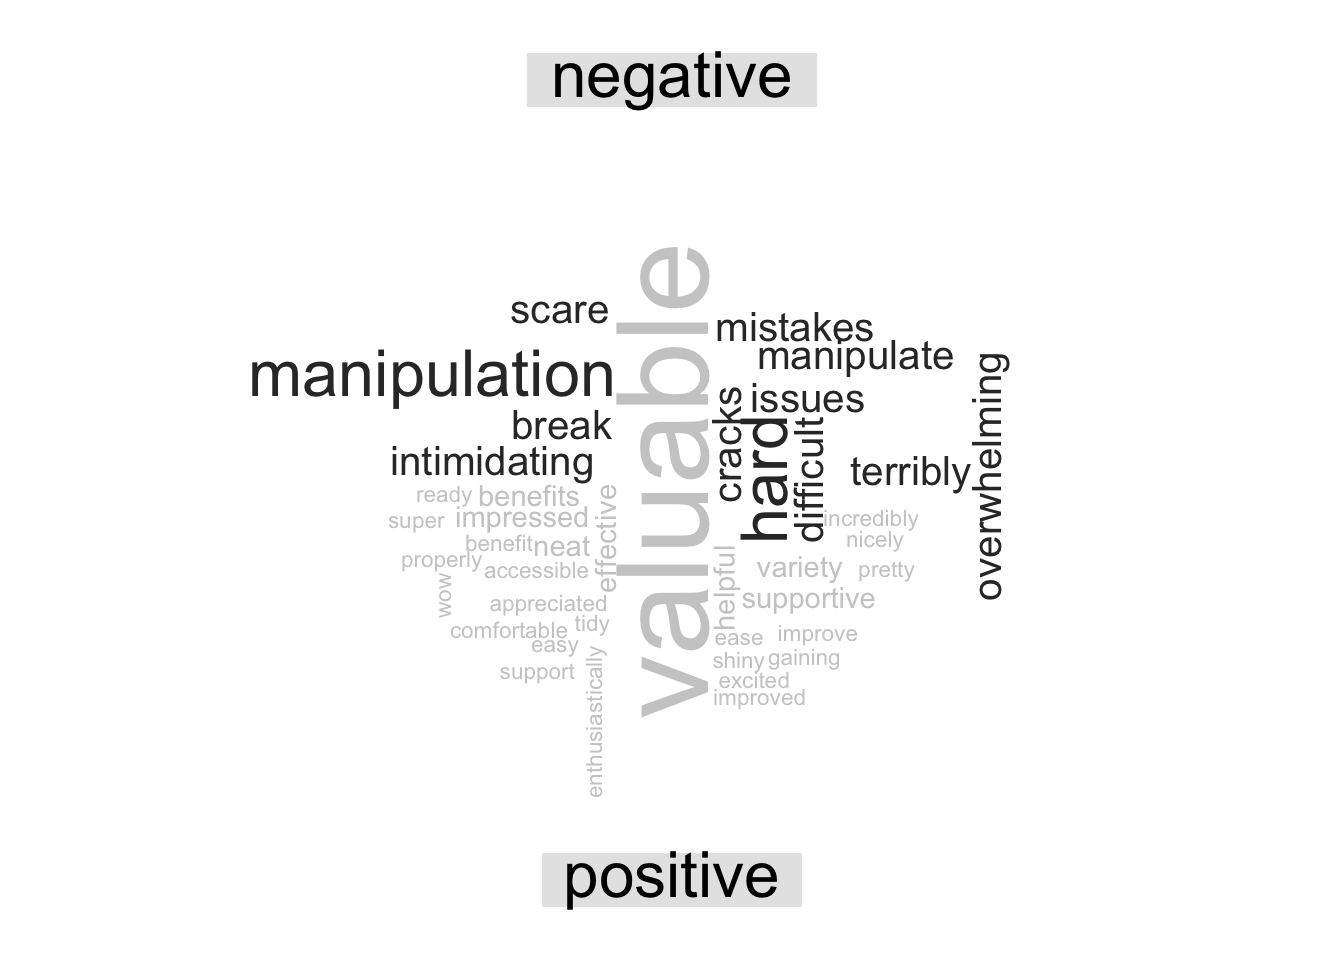 negative
valuable
scare
mistakes
manipulate
manipulation
overwhelming
issues
cracks
break
hard
difficult
intimidating
terribly
ready
benefits
effective
super
impressed
incredibly
benefit
neat
nicely
properly
accessible
helpful
variety
pretty
wow
appreciated
supportive
comfortable
tidy
ease
improve
easy
support
shiny
gaining
enthusiastically
excited
improved
positive